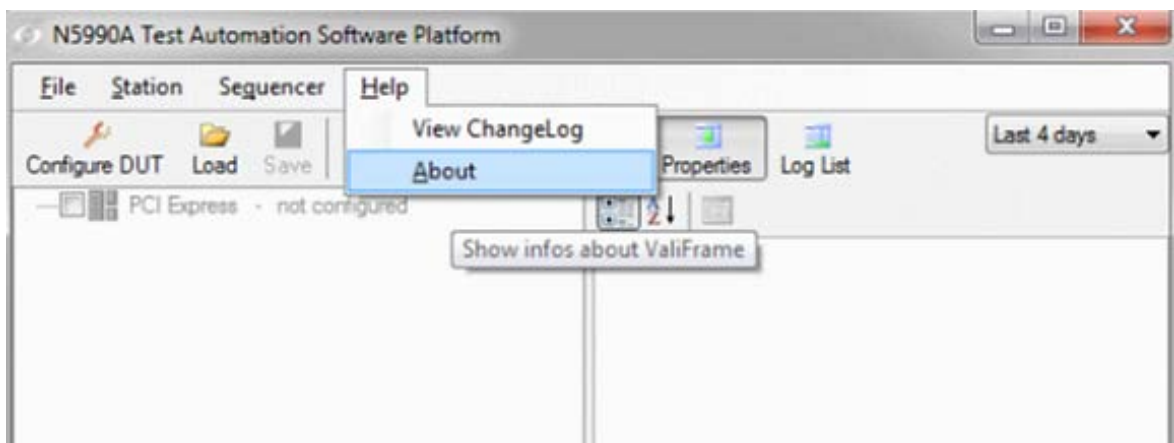 N5990A Test Automation Software Platform
File Station Sequencer Help
View ChangeLog
About
Configure DUT Load Save Properties Log List Last 4 days
PCI Express - not configured
Show infos about ValiFrame